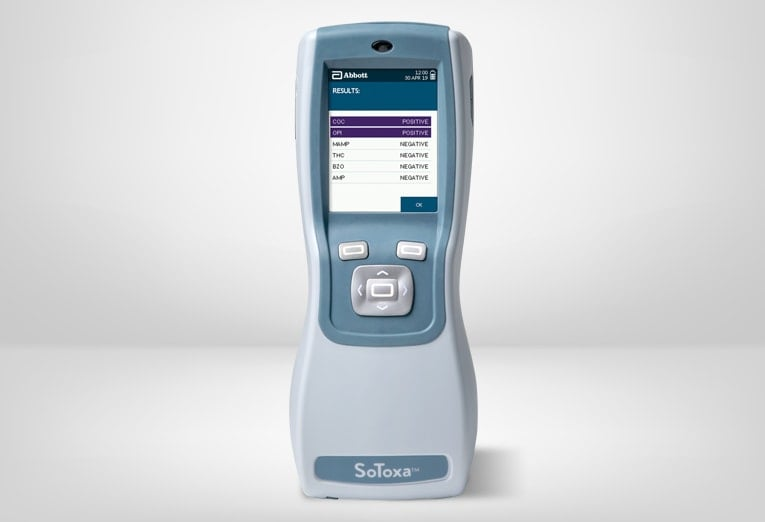 Abbott
12:00
30 APR 19
RESULTS:
COC POSITIVE
OPI POSITIVE
MAMP NEGATIVE
THC NEGATIVE
BZO NEGATIVE
AMP NEGATIVE
OK
SoToxa™